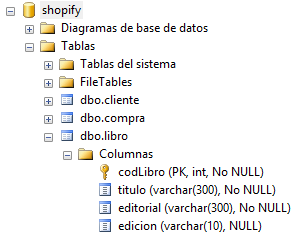 shopify
Diagramas de base de datos
Tablas
Tablas del sistema
FileTables
dbo.cliente
dbo.compra
dbo.libro
Columnas
codLibro (PK, int, No NULL)
titulo (varchar(300), No NULL)
editorial (varchar(300), No NULL)
edicion (varchar(10), NULL)